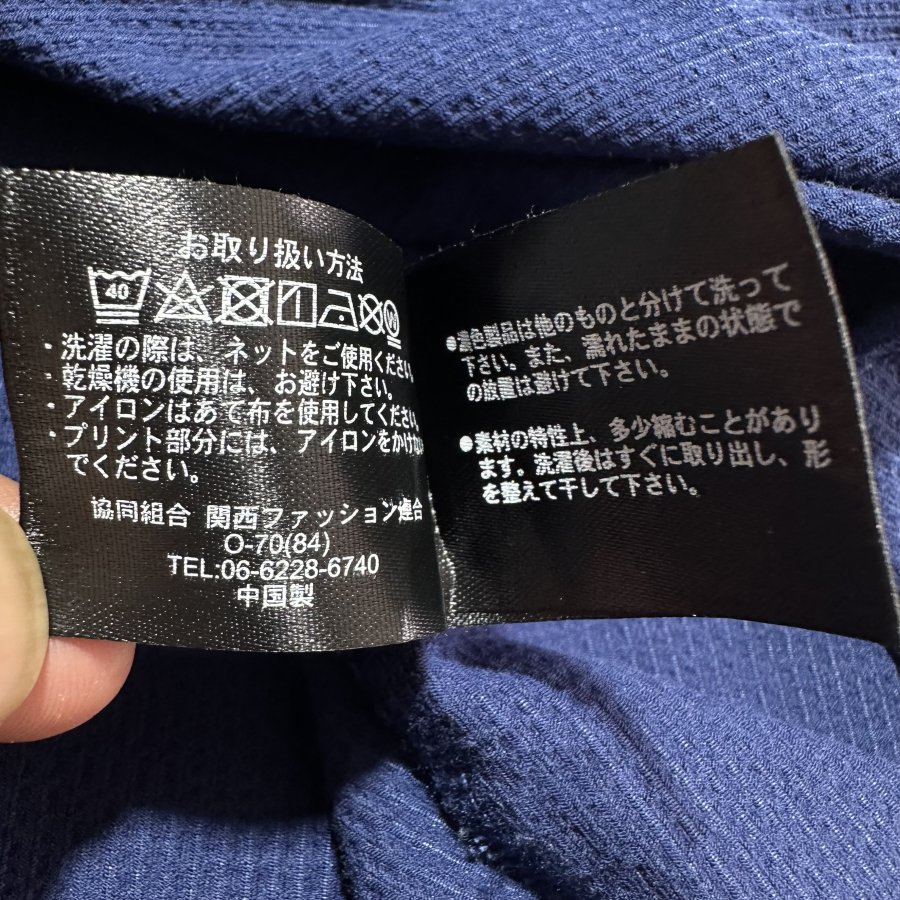 お取り扱い方法
40
W
・洗濯の際は、ネットをご使用ください。
・乾燥機の使用は、お避け下さい。
・アイロンはあて布を使用してください。
・プリント部分には、アイロンをかけない
でください。
協同組合 関西ファッション連合
O-70(84)
TEL:06-6228-6740
中国製
●濃色製品は他のものと分けて洗って
下さい。また、濡れたままの状態で
の放置は避けて下さい。
●素材の特性上、多少縮むことがあり
ます。洗濯後はすぐに取り出し、形
を整えて干して下さい。